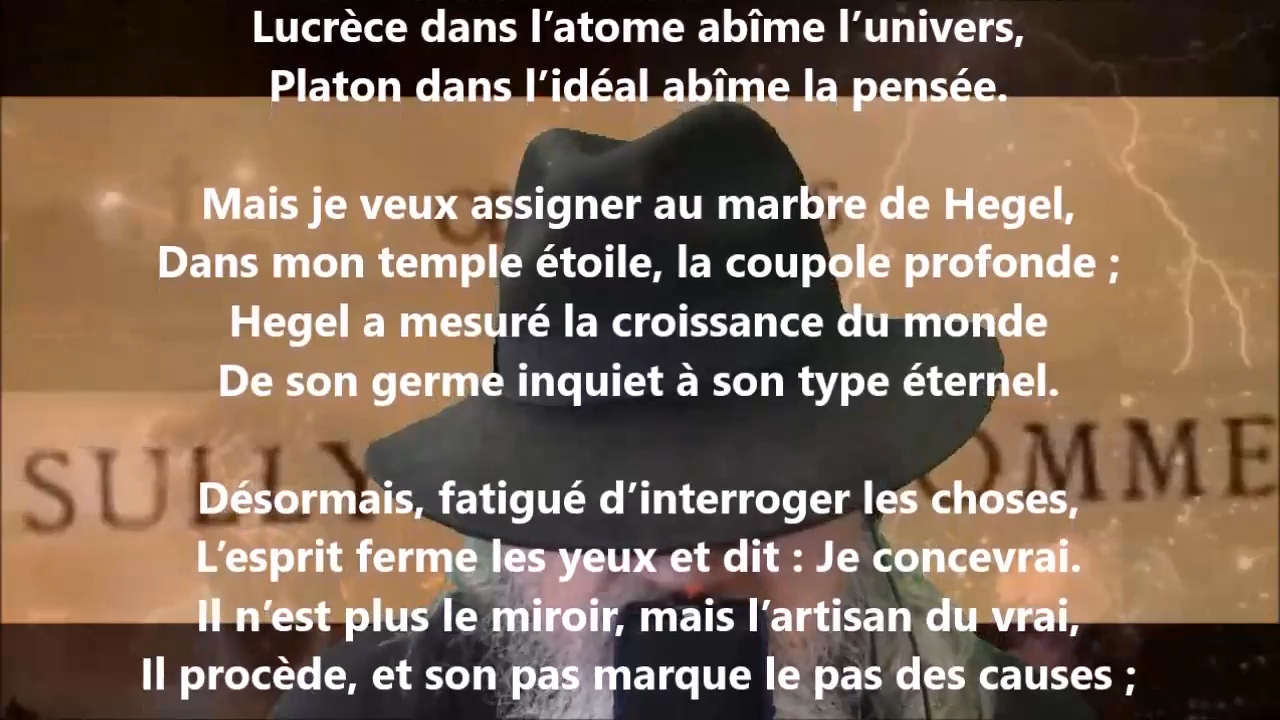 Lucrèce dans l’atome abîme l’univers,
Platon dans l’idéal abîme la pensée.
Mais je veux assigner au marbre de Hegel,
Dans mon temple étoile, la coupole profonde ;
Hegel a mesuré la croissance du monde
De son germe inquiet à son type éternel.
SULLY OMME
Désormais, fatigué d’interroger les choses,
L’esprit ferme les yeux et dit : Je concevrai.
Il n’est plus le miroir, mais l’artisan du vrai,
Il procède, et son pas marque le pas des causes ;